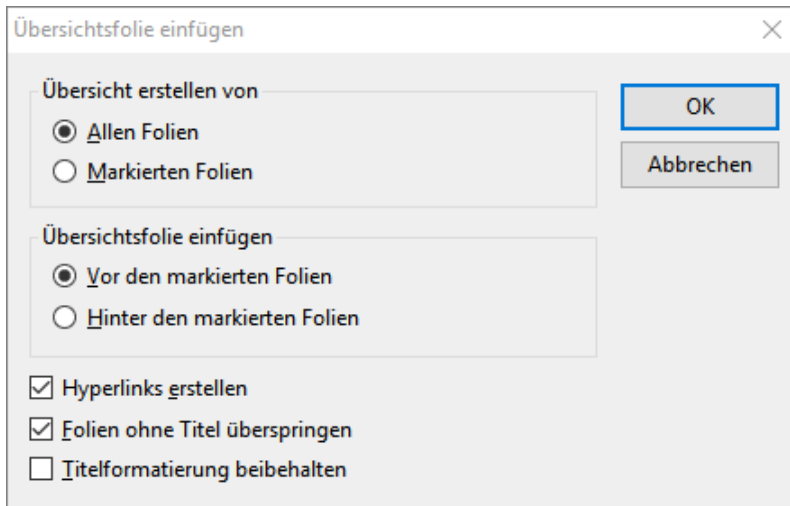 Übersichtsfolie einfügen
Übersicht erstellen von
Allen Folien
Markierten Folien
OK
Abbrechen
Übersichtsfolie einfügen
Vor den markierten Folien
Hinter den markierten Folien
Hyperlinks erstellen
Folien ohne Titel überspringen
Titelformatierung beibehalten